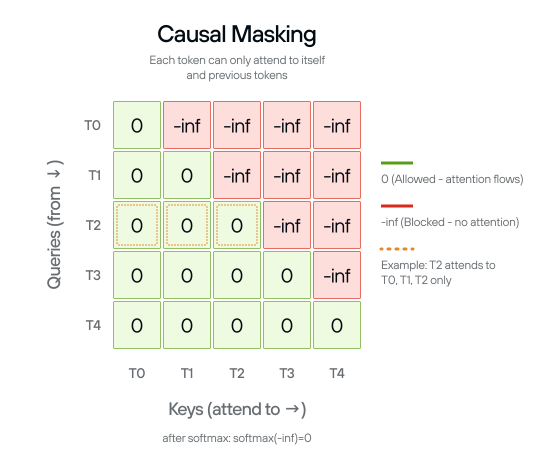 Causal Masking
Each token can only attend to itself
and previous tokens
T0 0 -inf -inf -inf -inf
T1 0 0 -inf -inf -inf
T2 0 0 0 -inf -inf
T3 0 0 0 0 -inf
T4 0 0 0 0 0
T0 T1 T2 T3 T4
Queries (from ↓)
Keys (attend to →)
after softmax: softmax(-inf)=0
0 (Allowed - attention flows)
-inf (Blocked - no attention)
Example: T2 attends to
T0, T1, T2 only